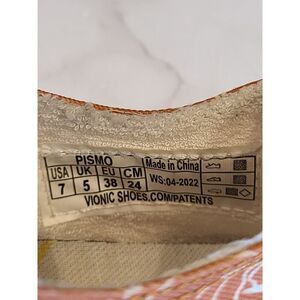 PISMO
USA UK EU CM
7 5 38 24
Made in China
WS:04-2022
VIONIC SHOES.COM/PATENTS